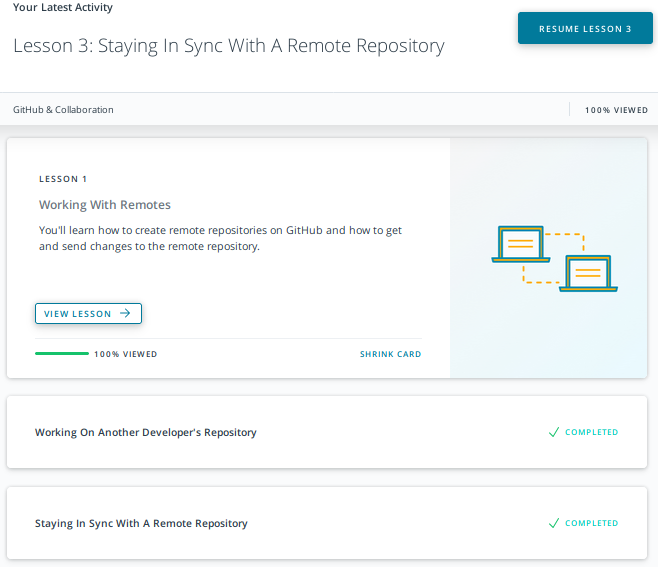 Your Latest Activity
RESUME LESSON 3
Lesson 3: Staying In Sync With A Remote Repository
GitHub & Collaboration
100% VIEWED
LESSON 1
Working With Remotes
You'll learn how to create remote repositories on GitHub and how to get
and send changes to the remote repository.
VIEW LESSON
100% VIEWED
SHRINK CARD
Working On Another Developer's Repository
COMPLETED
Staying In Sync With A Remote Repository
COMPLETED